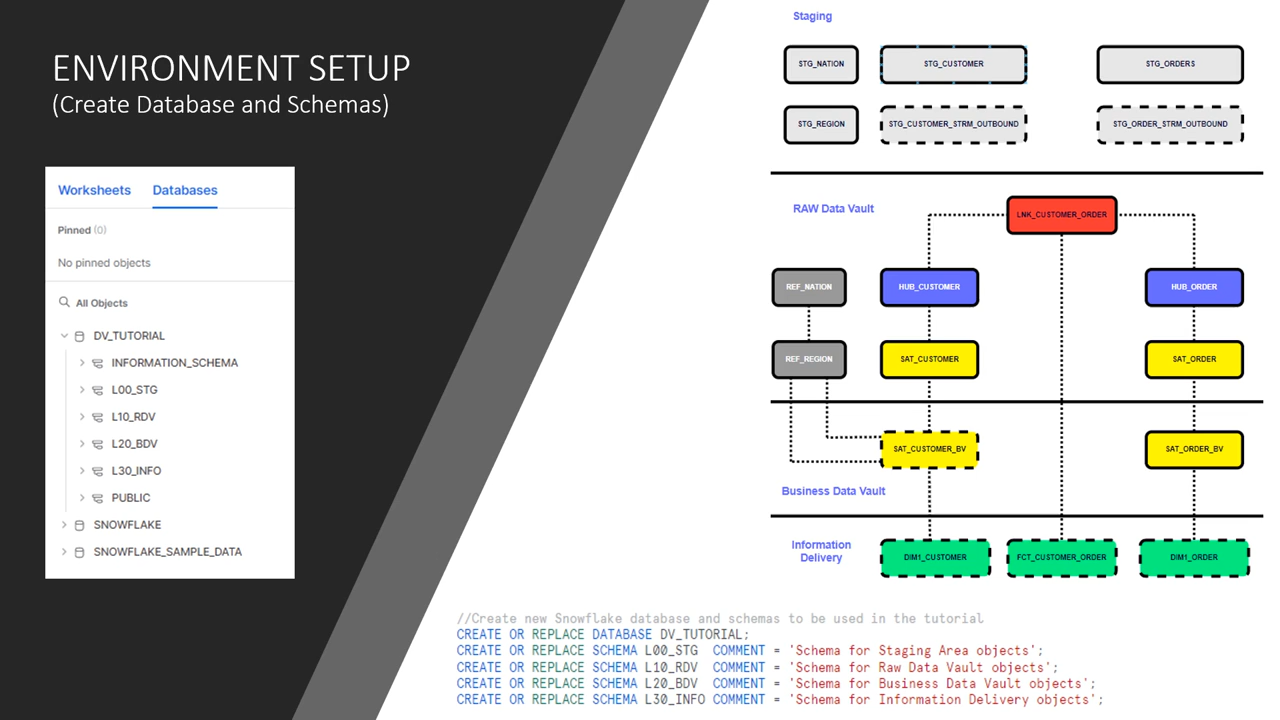 ENVIRONMENT SETUP
(Create Database and Schemas)
Worksheets Databases
Pinned (0)
No pinned objects
All Objects
DV_TUTORIAL
INFORMATION_SCHEMA
L00_STG
L10_RDV
L20_BDV
L30_INFO
PUBLIC
SNOWFLAKE
SNOWFLAKE_SAMPLE_DATA
Staging
STG_NATION STG_CUSTOMER STG_ORDERS
STG_REGION STG_CUSTOMER_STRM_OUTBOUND STG_ORDER_STRM_OUTBOUND
RAW Data Vault
LNK_CUSTOMER_ORDER
REF_NATION HUB_CUSTOMER HUB_ORDER
REF_REGION SAT_CUSTOMER SAT_ORDER
SAT_CUSTOMER_BV SAT_ORDER_BV
Business Data Vault
Information
Delivery
DIM1_CUSTOMER FCT_CUSTOMER_ORDER DIM1_ORDER
//Create new Snowflake database and schemas to be used in the tutorial
CREATE OR REPLACE DATABASE DV_TUTORIAL;
CREATE OR REPLACE SCHEMA L00_STG COMMENT = 'Schema for Staging Area objects';
CREATE OR REPLACE SCHEMA L10_RDV COMMENT = 'Schema for Raw Data Vault objects';
CREATE OR REPLACE SCHEMA L20_BDV COMMENT = 'Schema for Business Data Vault objects';
CREATE OR REPLACE SCHEMA L30_INFO COMMENT = 'Schema for Information Delivery objects';